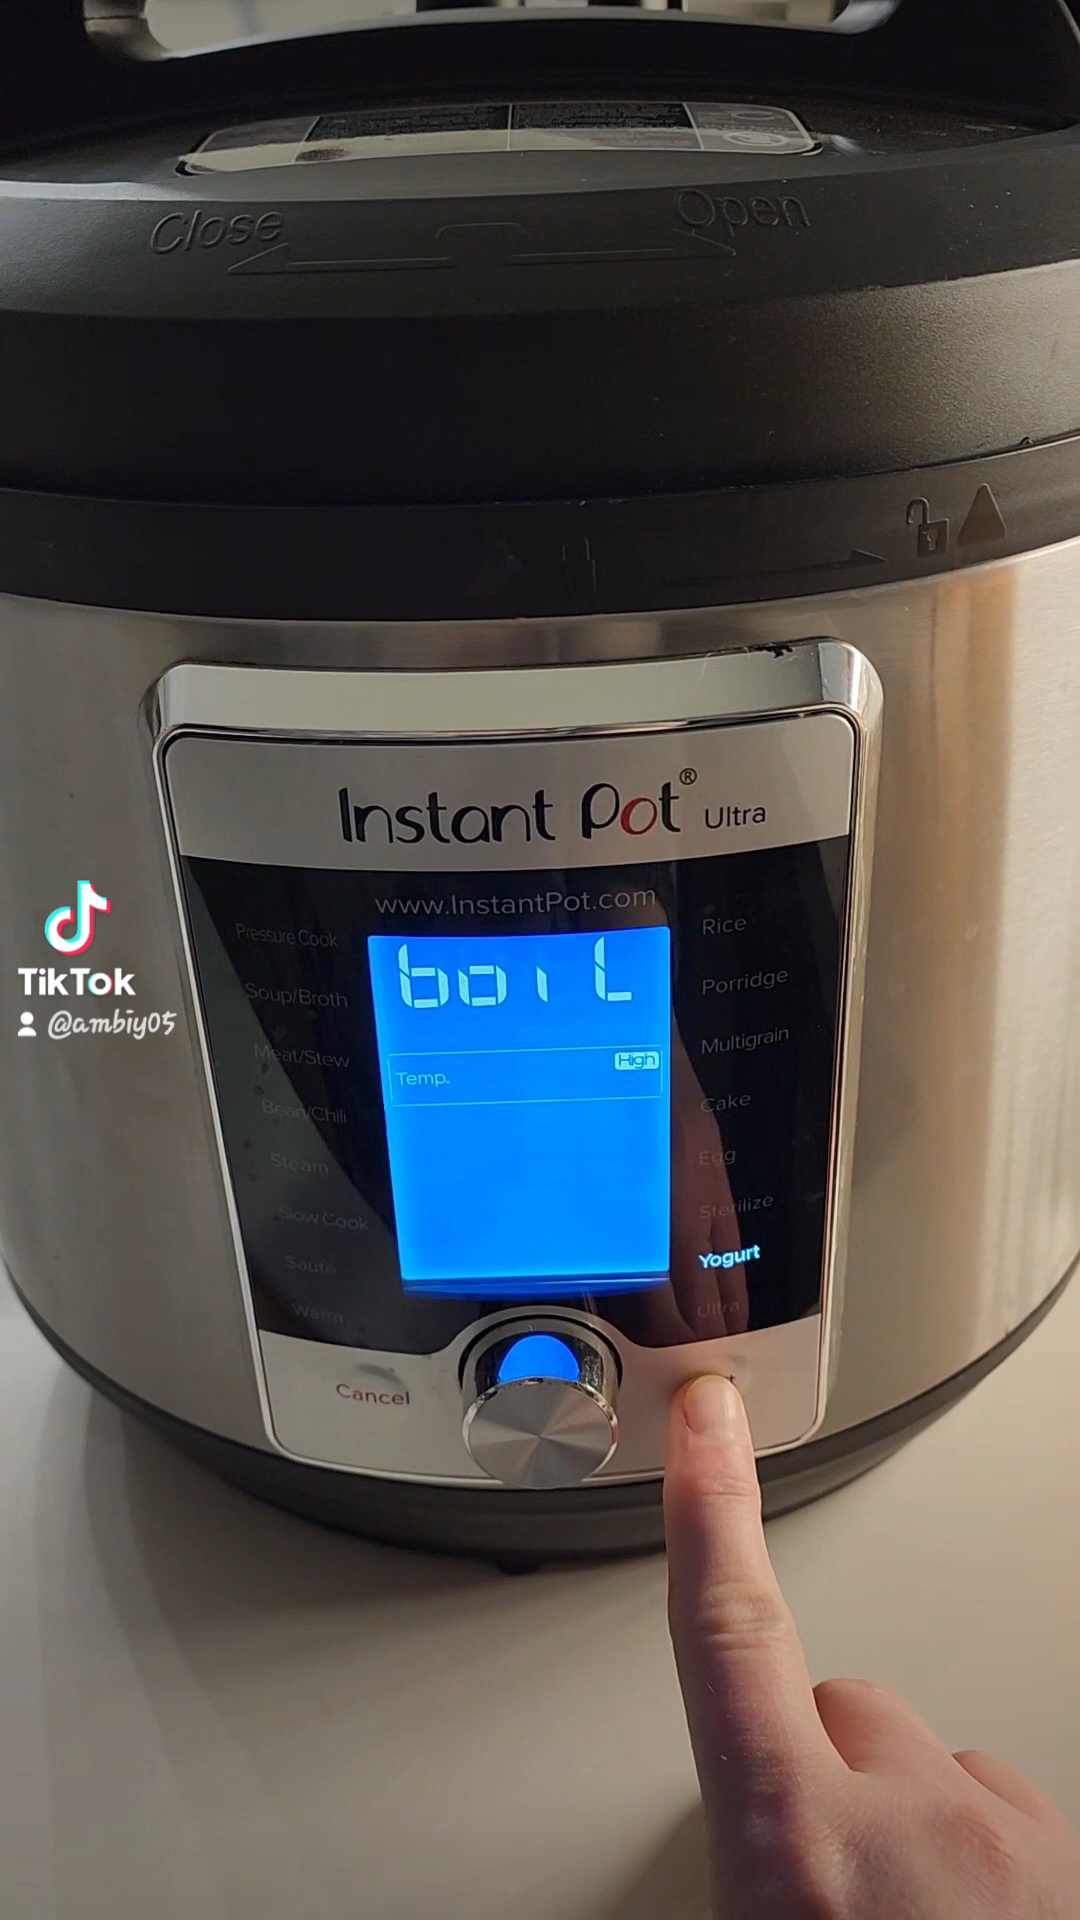 Close
Open
Instant Pot® Ultra
www.InstantPot.com
Pressure Cook
Soup/Broth
Meat/Stew
Bean/Chili
Steam
Slow Cook
Sauté
Warm
boiL
Temp.
High
Rice
Porridge
Multigrain
Cake
Egg
Sterilize
Yogurt
Ultra
Cancel
TikTok
@ambiy05